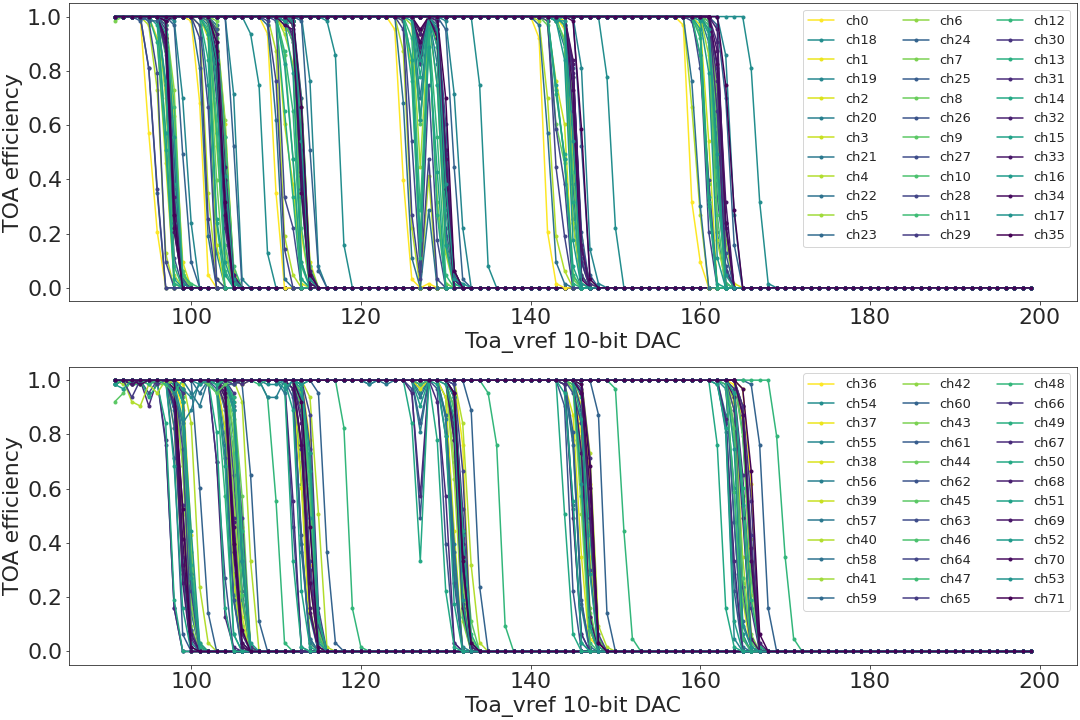 TOA efficiency
1.0
0.8
0.6
0.4
0.2
0.0
100 120 140 160 180 200
Toa_vref 10-bit DAC
ch0 ch6 ch12
ch18 ch24 ch30
ch1 ch7 ch13
ch19 ch25 ch31
ch2 ch8 ch14
ch20 ch26 ch32
ch3 ch9 ch15
ch21 ch27 ch33
ch4 ch10 ch16
ch22 ch28 ch34
ch5 ch11 ch17
ch23 ch29 ch35
TOA efficiency
1.0
0.8
0.6
0.4
0.2
0.0
100 120 140 160 180 200
Toa_vref 10-bit DAC
ch36 ch42 ch48
ch54 ch60 ch66
ch37 ch43 ch49
ch55 ch61 ch67
ch38 ch44 ch50
ch56 ch62 ch68
ch39 ch45 ch51
ch57 ch63 ch69
ch40 ch46 ch52
ch58 ch64 ch70
ch41 ch47 ch53
ch59 ch65 ch71